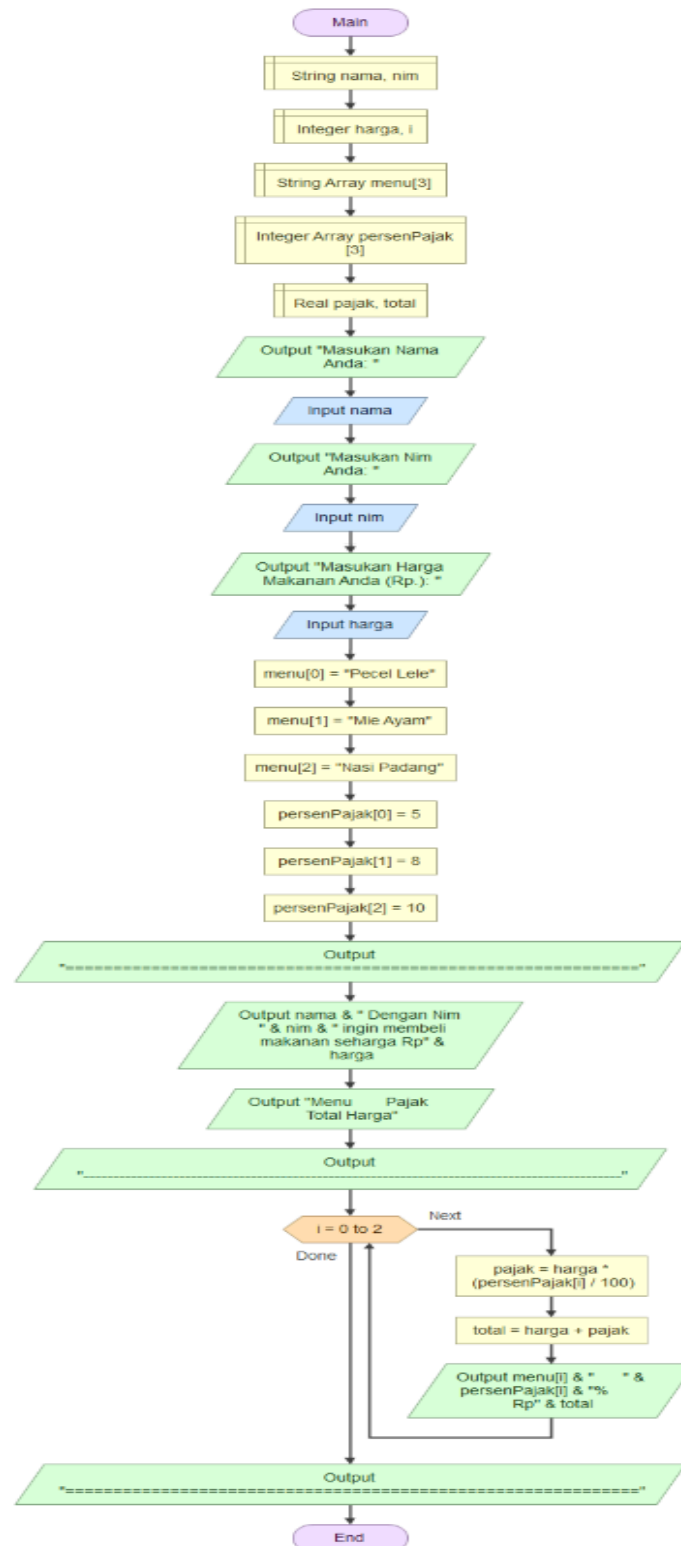 Main
String nama, nim
Integer harga, i
String Array menu[3]
Integer Array persenPajak
[3]
Real pajak, total
Output "Masukan Nama
Anda: "
Input nama
Output "Masukan Nim
Anda: "
Input nim
Output "Masukan Harga
Makanan Anda (Rp.): "
Input harga
menu[0] = "Pecel Lele"
menu[1] = "Mie Ayam"
menu[2] = "Nasi Padang"
persenPajak[0] = 5
persenPajak[1] = 8
persenPajak[2] = 10
Output
"============================================================"
Output nama & " Dengan Nim
" & nim & " ingin membeli
makanan seharga Rp" &
harga
Output "Menu Pajak
Total Harga"
Output
"____________________________________________________________"
i = 0 to 2
Next
Done
pajak = harga *
(persenPajak[i] / 100)
total = harga + pajak
Output menu[i] & " " &
persenPajak[i] & "%
Rp" & total
Output
"============================================================"
End